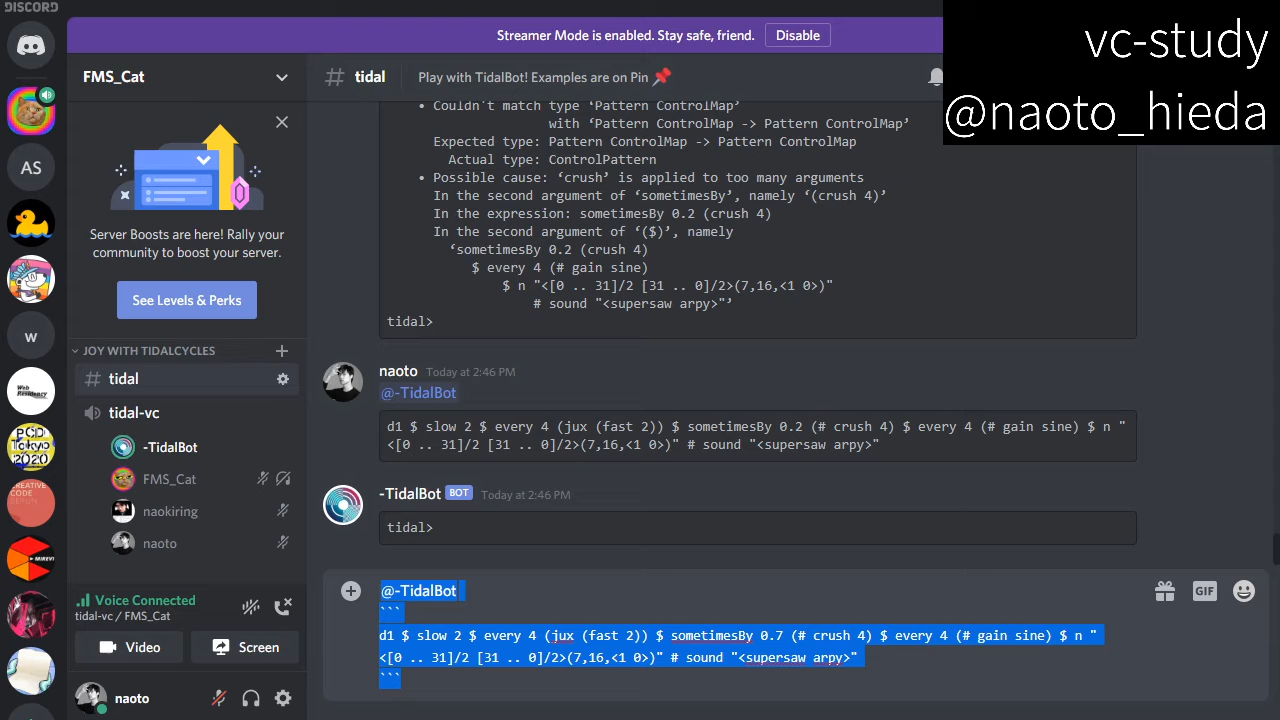 DISCORD
Streamer Mode is enabled. Stay safe, friend.
Disable
vc-study
@naoto_hieda
FMS_Cat
# tidal
Play with TidalBot! Examples are on Pin 📌
AS
w
Web
Residency
PCD
Tokyo
2020
CREATIVE
CODE
Server Boosts are here! Rally your
community to boost your server.
See Levels & Perks
JOY WITH TIDALCYCLES
# tidal
tidal-vc
-TidalBot
FMS_Cat
naokiring
naoto
Voice Connected
tidal-vc / FMS_Cat
Video
Screen
naoto
• Couldn't match type ‘Pattern ControlMap’
with ‘Pattern ControlMap -> Pattern ControlMap’
Expected type: Pattern ControlMap -> Pattern ControlMap
Actual type: ControlPattern
• Possible cause: ‘crush’ is applied to too many arguments
In the second argument of ‘sometimesBy’, namely ‘(crush 4)’
In the expression: sometimesBy 0.2 (crush 4)
In the second argument of ‘($)’, namely
‘sometimesBy 0.2 (crush 4)
$ every 4 (# gain sine)
$ n "<[0 .. 31]/2 [31 .. 0]/2>(7,16,<1 0>)"
# sound "<supersaw arpy>"’
tidal>
naoto Today at 2:46 PM
@-TidalBot
d1 $ slow 2 $ every 4 (jux (fast 2)) $ sometimesBy 0.2 (# crush 4) $ every 4 (# gain sine) $ n "
<[0 .. 31]/2 [31 .. 0]/2>(7,16,<1 0>)" # sound "<supersaw arpy>"
-TidalBot BOT Today at 2:46 PM
tidal>
@-TidalBot
```
d1 $ slow 2 $ every 4 (jux (fast 2)) $ sometimesBy 0.7 (# crush 4) $ every 4 (# gain sine) $ n "
<[0 .. 31]/2 [31 .. 0]/2>(7,16,<1 0>)" # sound "<supersaw arpy>"
```
GIF